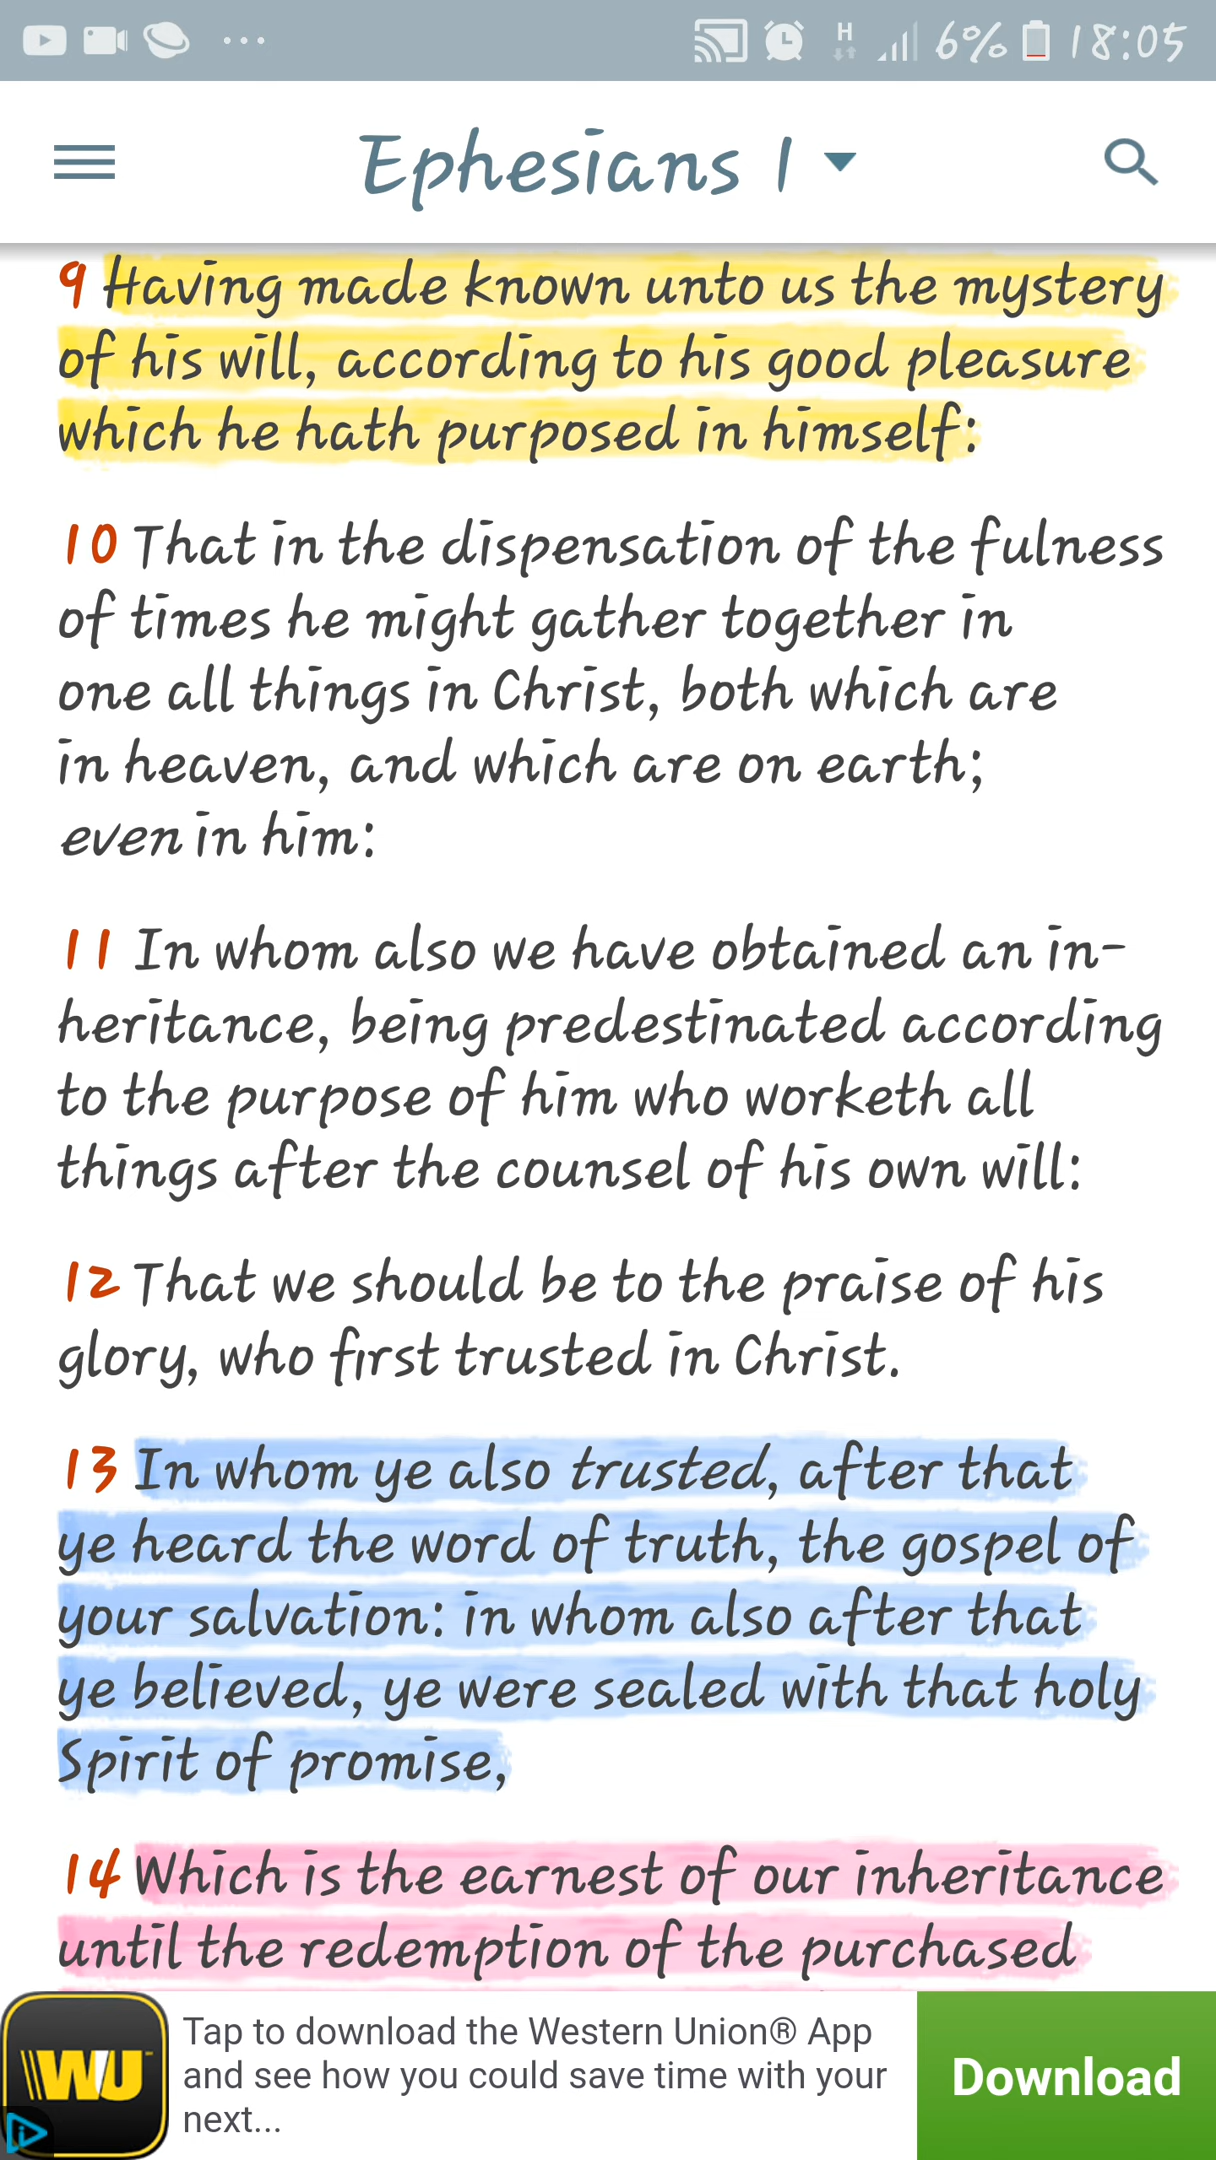 H 6% 18:05
Ephesians 1
9 Having made known unto us the mystery
of his will, according to his good pleasure
which he hath purposed in himself:
10 That in the dispensation of the fulness
of times he might gather together in
one all things in Christ, both which are
in heaven, and which are on earth;
even in him:
11 In whom also we have obtained an in-
heritance, being predestinated according
to the purpose of him who worketh all
things after the counsel of his own will:
12 That we should be to the praise of his
glory, who first trusted in Christ.
13 In whom ye also trusted, after that
ye heard the word of truth, the gospel of
your salvation: in whom also after that
ye believed, ye were sealed with that holy
Spirit of promise,
14 Which is the earnest of our inheritance
until the redemption of the purchased
WU
Tap to download the Western Union® App
and see how you could save time with your
next...
Download